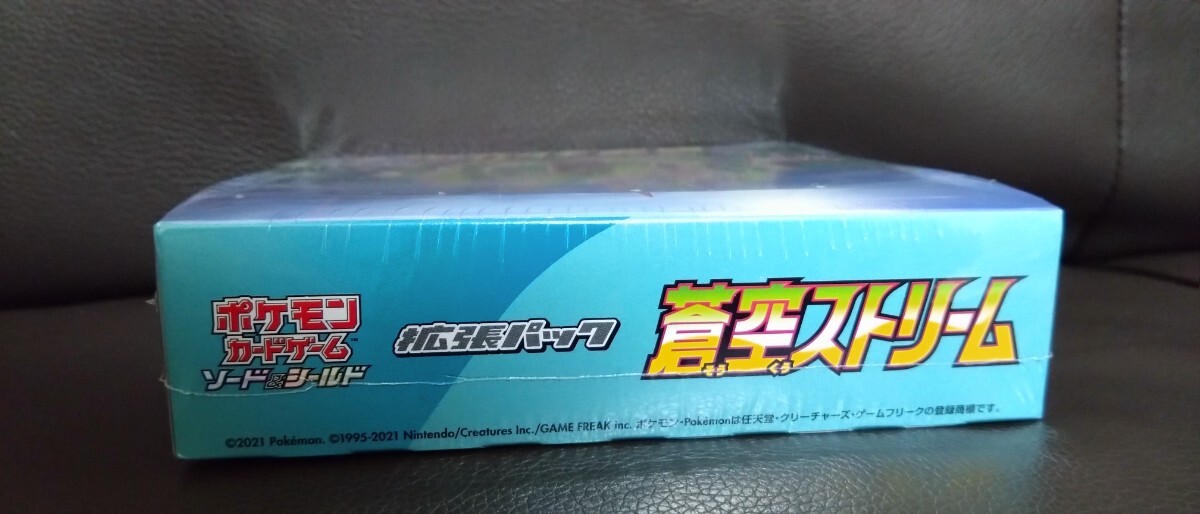 ポケモン
カードゲーム™
ソード&シールド
拡張パック
蒼空ストリーム
そう くう
©2021 Pokémon. ©1995-2021 Nintendo/Creatures Inc./GAME FREAK inc. ポケモン・Pokémonは任天堂・クリーチャーズ・ゲームフリークの登録商標です。